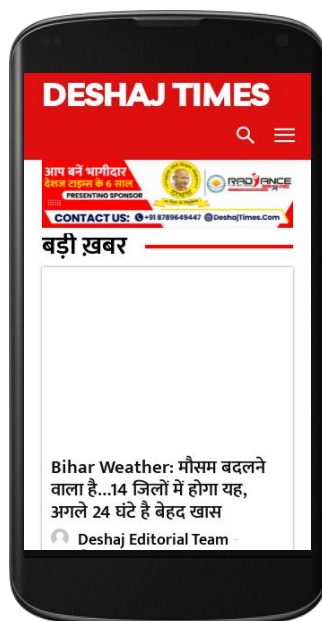 DESHAJ TIMES
आप बनें भागीदार
देशज टाइम्स के 6 साल
PRESENTING SPONSOR
RADIANCE
CONTACT US: +91 8789649447 @DeshajTimes.Com
बड़ी ख़बर
Bihar Weather: मौसम बदलने
वाला है...14 जिलों में होगा यह,
अगले 24 घंटे है बेहद खास
Deshaj Editorial Team -